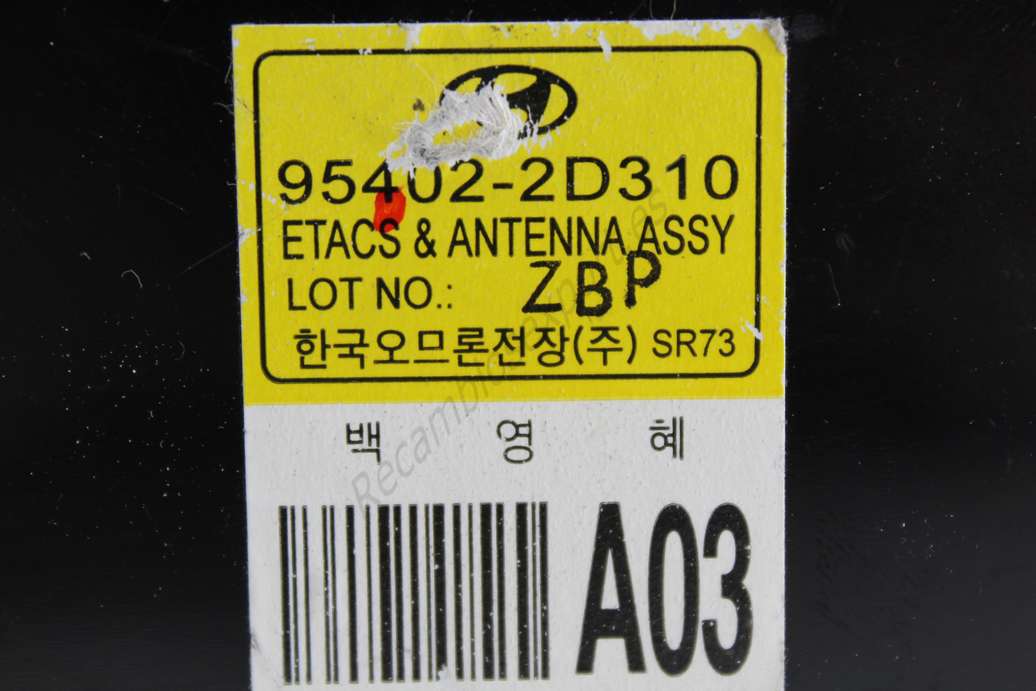 95402-2D310
ETACS & ANTENNA ASSY
LOT NO.: ZBP
한국오므론전장(주) SR73
백 영 혜
A03